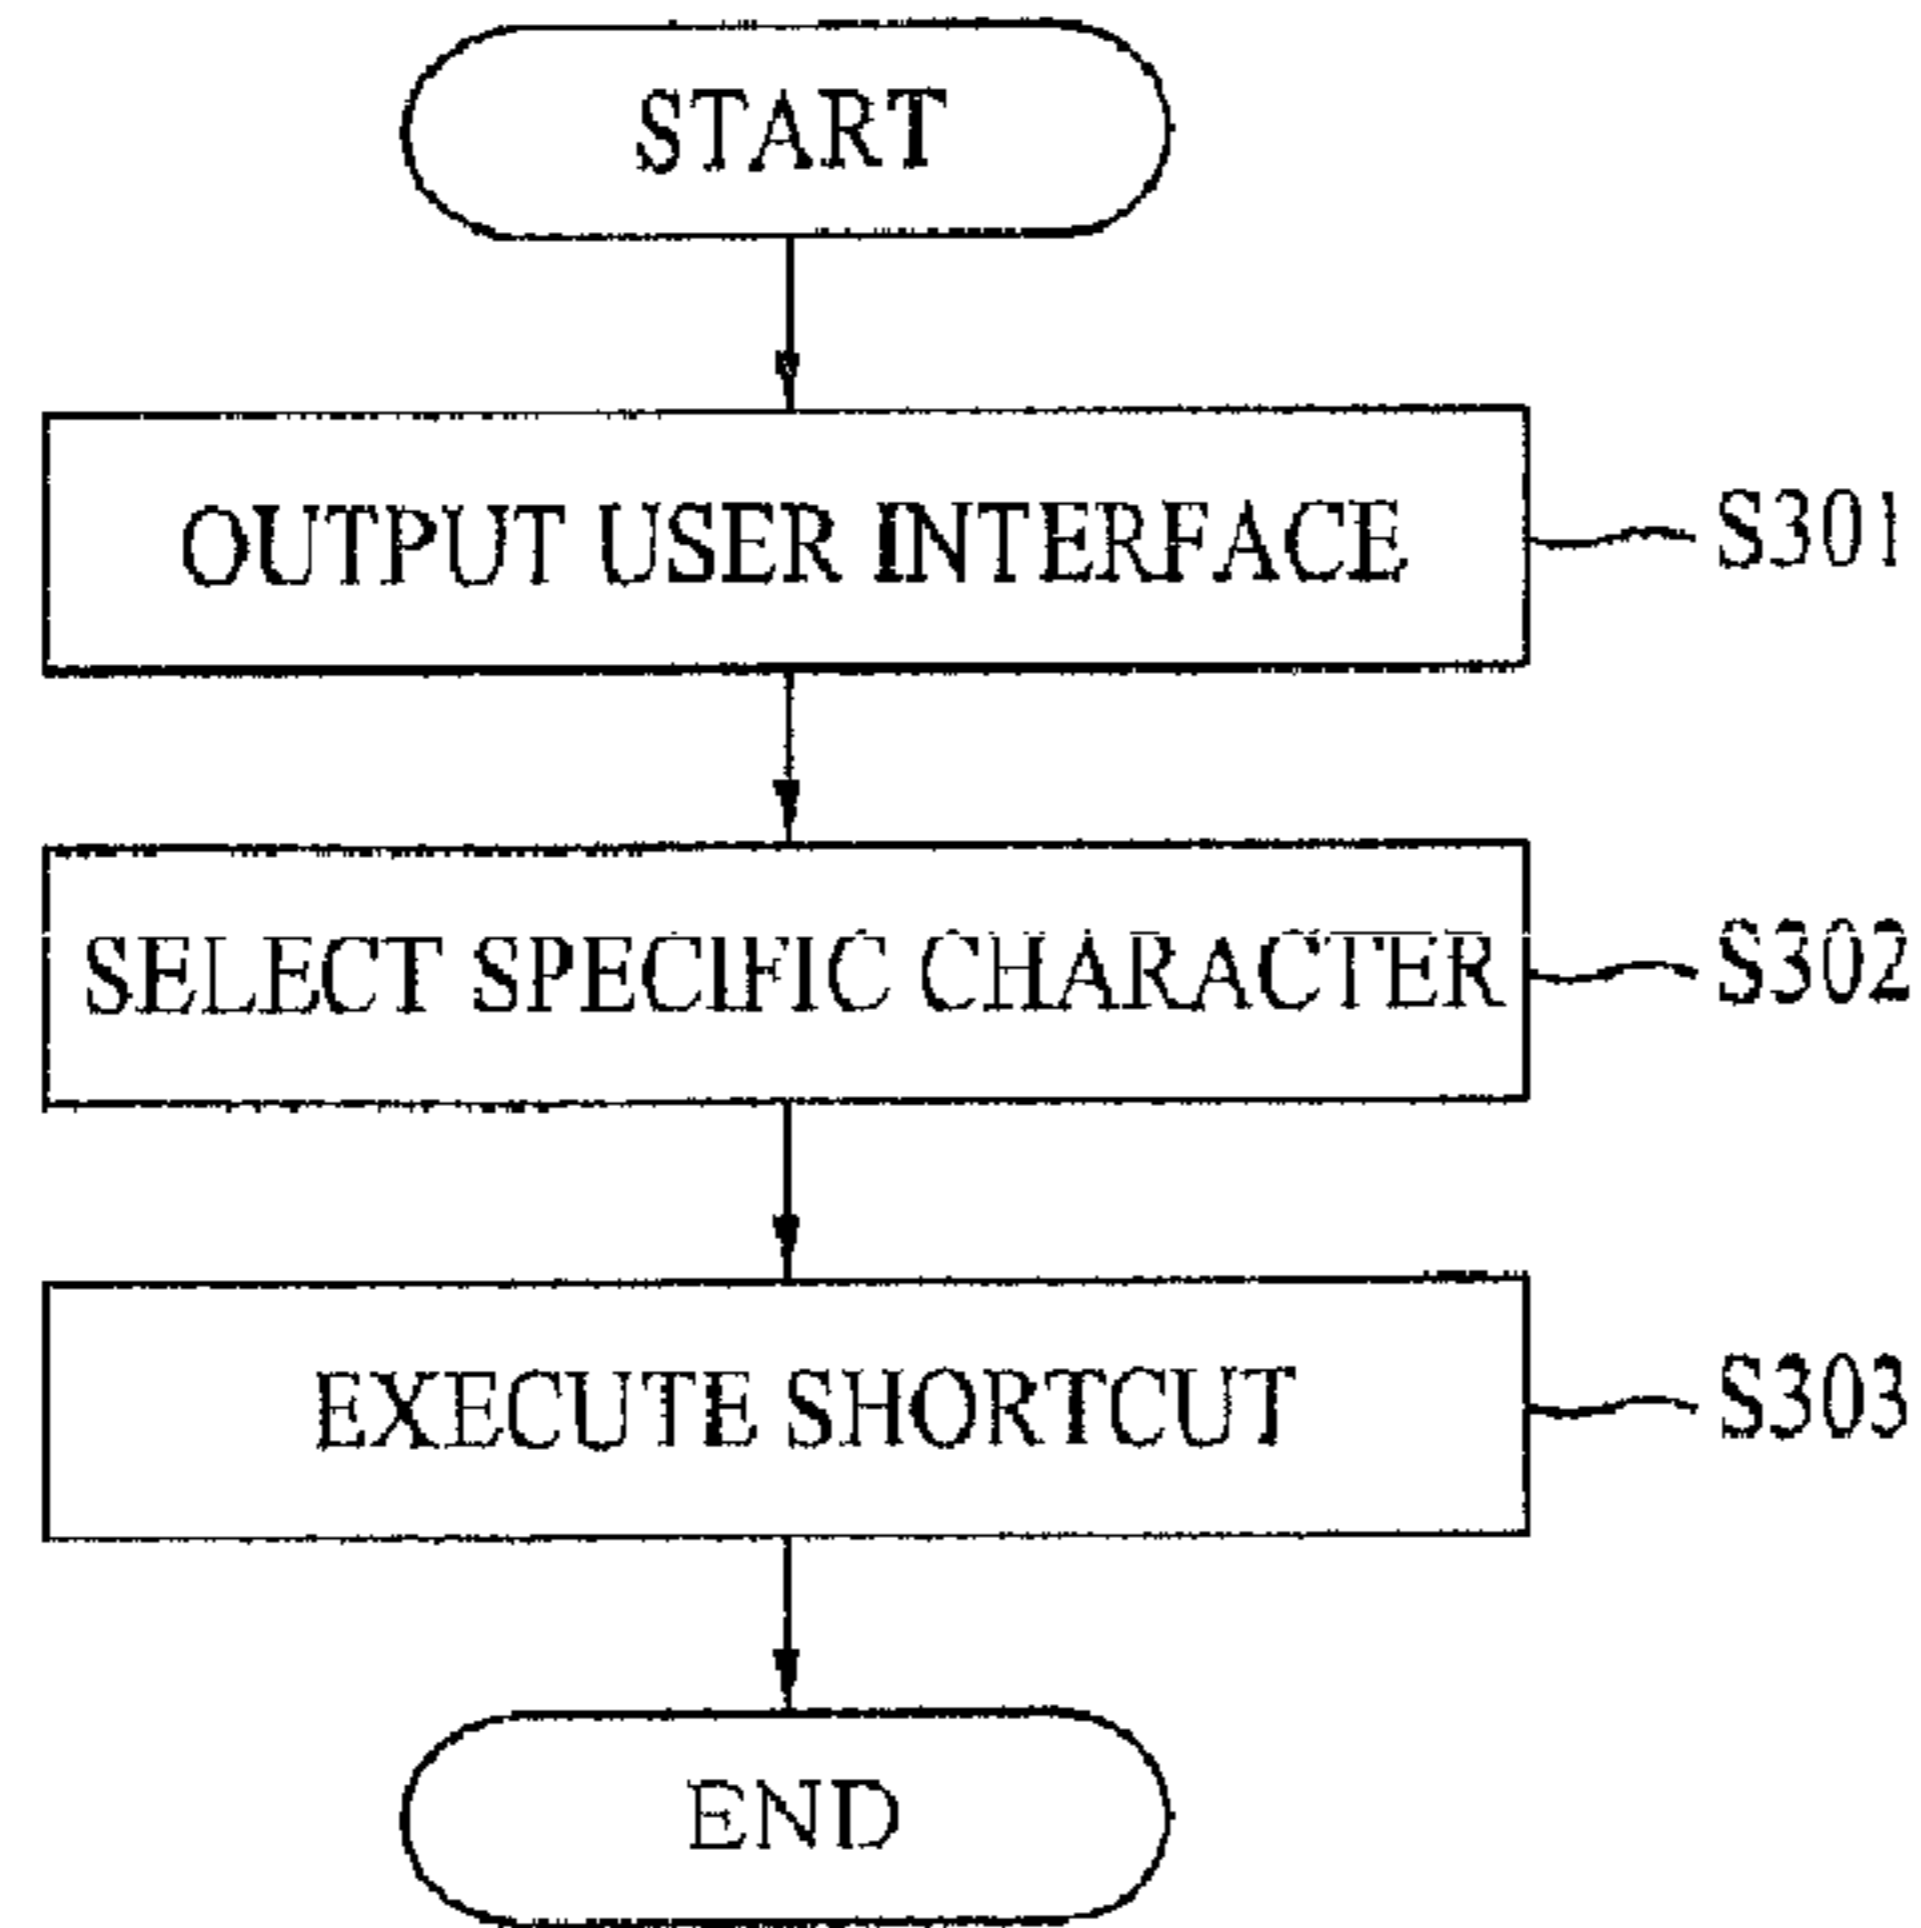 START
OUTPUT USER INTERFACE S301
SELECT SPECIFIC CHARACTER S302
EXECUTE SHORTCUT S303
END